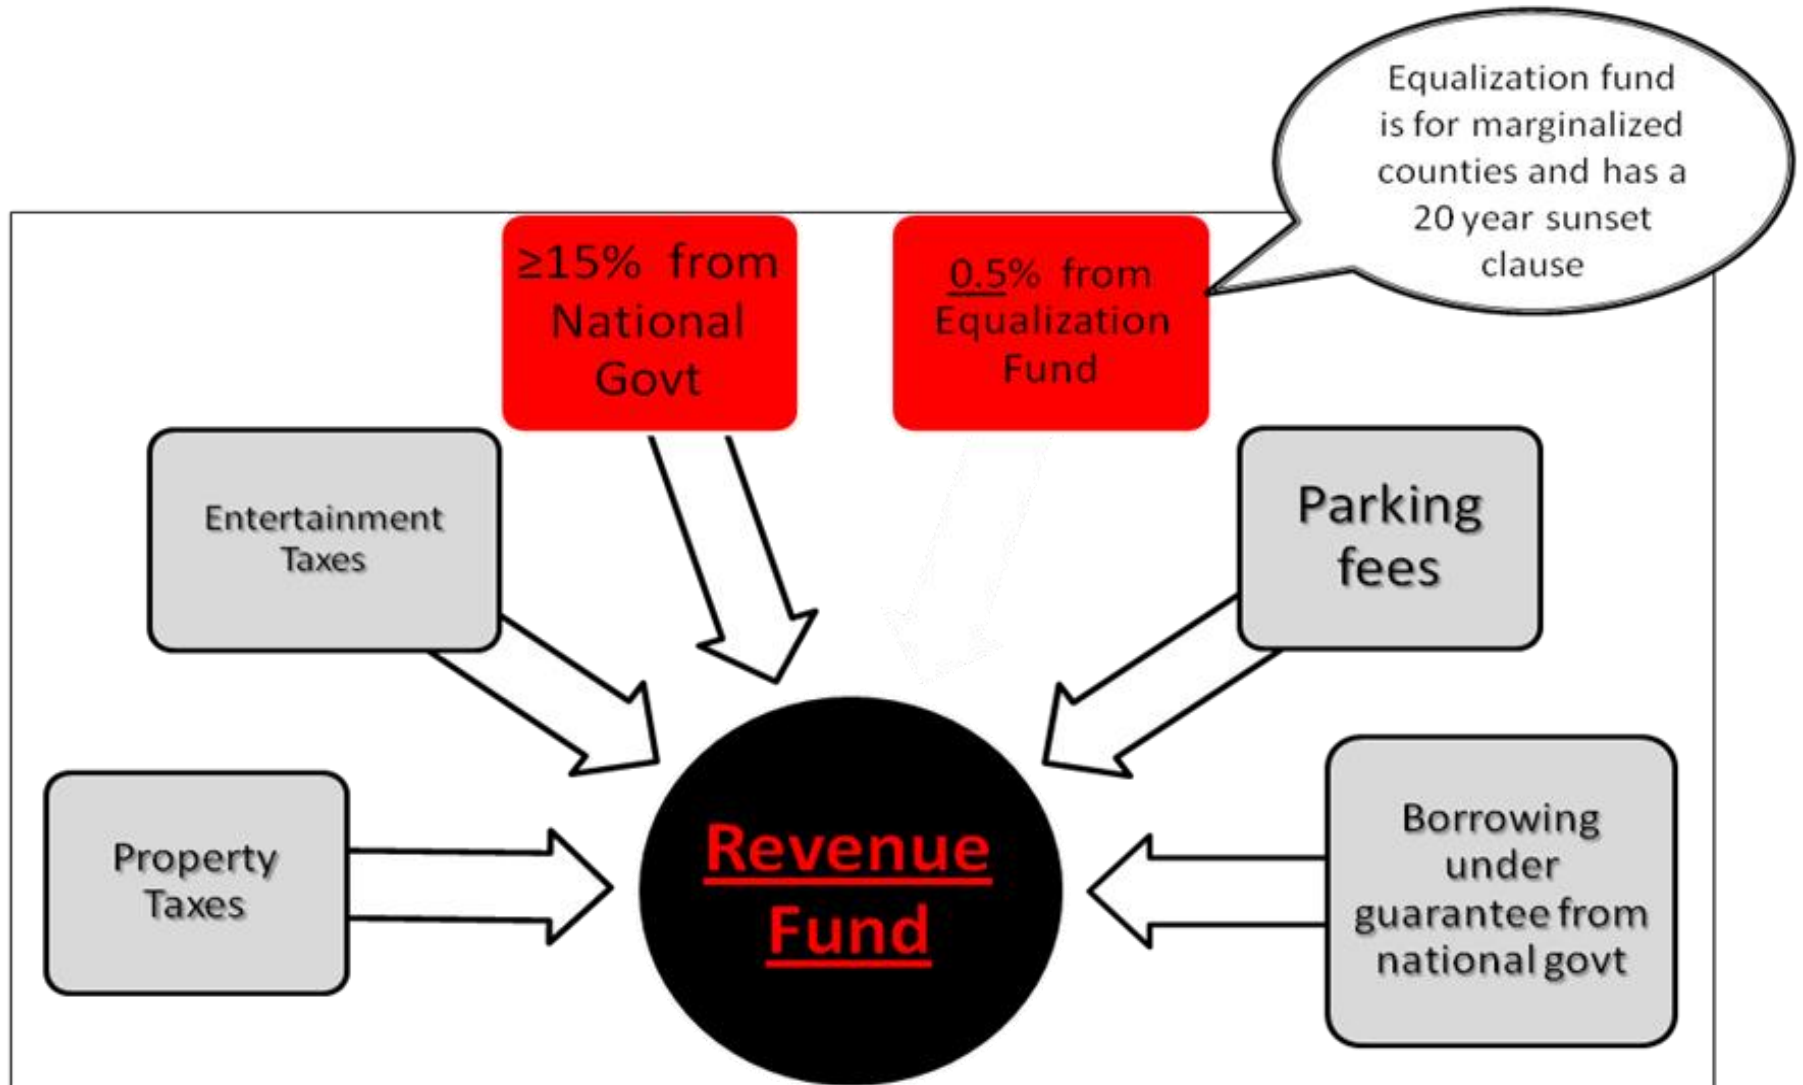 Equalization fund
is for marginalized
counties and has a
20 year sunset
clause
≥15% from
National
Govt
0.5% from
Equalization
Fund
Entertainment
Taxes
Parking
fees
Property
Taxes
Revenue
Fund
Borrowing
under
guarantee from
national govt